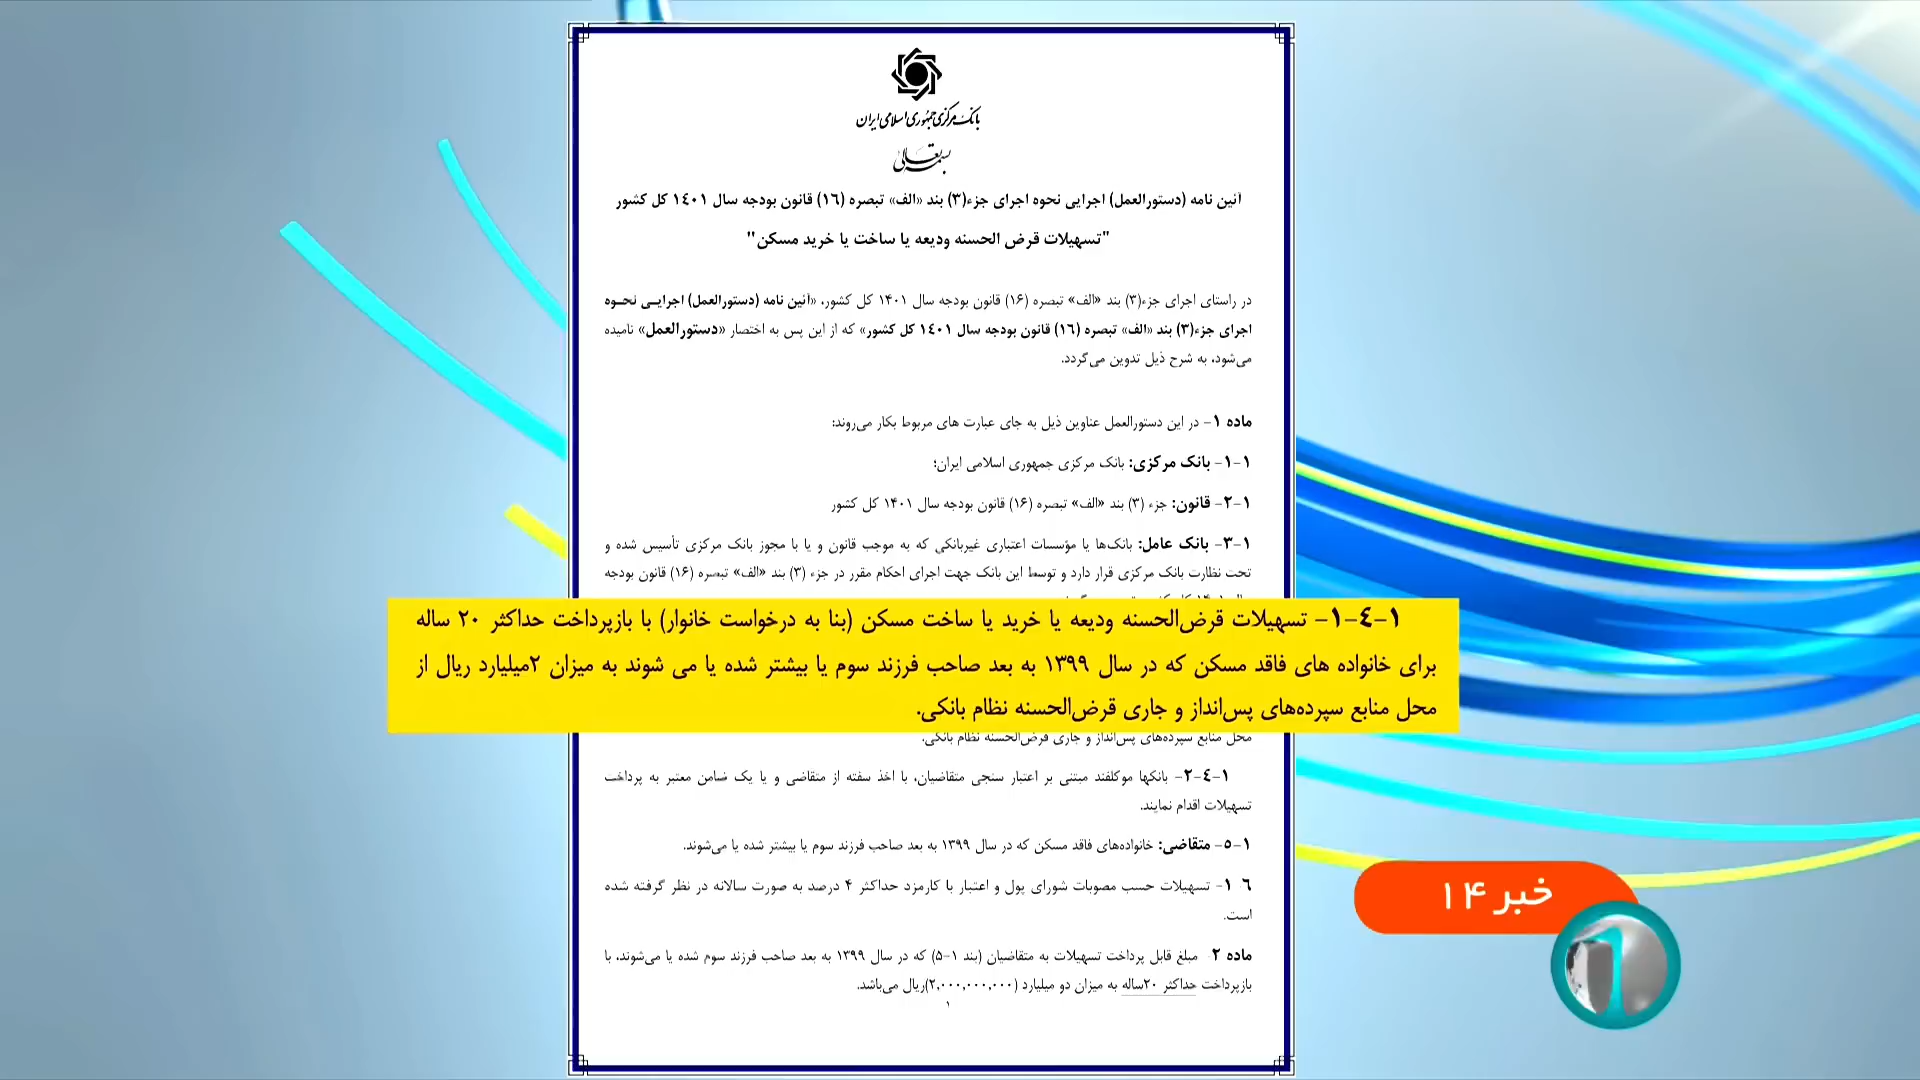 بانک مرکزی جمهوری اسلامی ایران
بسمه تعالی
آئین نامه (دستورالعمل) اجرایی نحوه اجرای جزء(۳) بند «الف» تبصره (۱۶) قانون بودجه سال ۱۴۰۱ کل کشور
"تسهیلات قرض الحسنه ودیعه یا ساخت یا خرید مسکن"
در راستای اجرای جزء(۳) بند «الف» تبصره (۱۶) قانون بودجه سال ۱۴۰۱ کل کشور، «آئین نامه (دستورالعمل) اجرایـی نحـوه
اجرای جزء(۳) بند «الف» تبصره (۱۶) قانون بودجه سال ۱۴۰۱ کل کشور» که از این پس به اختصار «دستورالعمل» نامیده
می‌شود، به شرح ذیل تدوین می‌گردد.
ماده ۱- در این دستورالعمل عناوین ذیل به جای عبارت های مربوط بکار می‌روند:
۱-۱- بانک مرکزی: بانک مرکزی جمهوری اسلامی ایران؛
۲-۱- قانون: جزء (۳) بند «الف» تبصره (۱۶) قانون بودجه سال ۱۴۰۱ کل کشور
۳-۱- بانک عامل: بانک‌ها یا مؤسسات اعتباری غیربانکی که به موجب قانون و یا با مجوز بانک مرکزی تأسیس شده و
تحت نظارت بانک مرکزی قرار دارد و توسط این بانک جهت اجرای احکام مقرر در جزء (۳) بند «الف» تبصره (۱۶) قانون بودجه
۱-۴-۱- تسهیلات قرض‌الحسنه ودیعه یا خرید یا ساخت مسکن (بنا به درخواست خانوار) با بازپرداخت حداکثر ۲۰ ساله
برای خانواده های فاقد مسکن که در سال ۱۳۹۹ به بعد صاحب فرزند سوم یا بیشتر شده یا می شوند به میزان ۲میلیارد ریال از
محل منابع سپرده‌های پس‌انداز و جاری قرض‌الحسنه نظام بانکی.
محل منابع سپرده‌های پس‌انداز و جاری قرض‌الحسنه نظام بانکی.
۲-۴-۱- بانکها موکلفند مبتنی بر اعتبار سنجی متقاضیان، با اخذ سفته از متقاضی و یا یک ضامن معتبر به پرداخت
تسهیلات اقدام نمایند.
۵-۱- متقاضی: خانواده‌های فاقد مسکن که در سال ۱۳۹۹ به بعد صاحب فرزند سوم یا بیشتر شده یا می‌شوند.
۶ ۱- تسهیلات حسب مصوبات شورای پول و اعتبار با کارمزد حداکثر ۴ درصد به صورت سالانه در نظر گرفته شده
است.
ماده ۲ مبلغ قابل پرداخت تسهیلات به متقاضیان (بند ۱-۵) که در سال ۱۳۹۹ به بعد صاحب فرزند سوم شده یا می‌شوند، با
بازپرداخت حداکثر ۲۰ساله به میزان دو میلیارد (۲,۰۰۰,۰۰۰,۰۰۰)ریال می‌باشد.
۱
خبر ۱۴